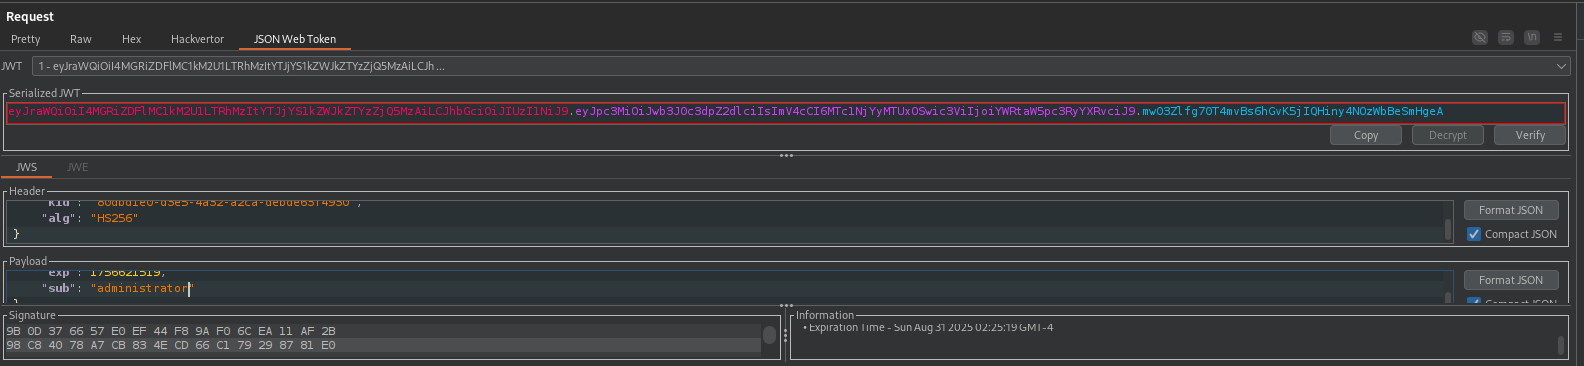 Request
Pretty Raw Hex Hackvertor JSON Web Token
JWT 1 - eyJraWQiOiI4MGRiZDFlMC1kM2U1LTRhMzItYTJjYS1kZWJkZTYzZjQ5MzAiLCJh ...
Serialized JWT
eyJraWQiOiI4MGRiZDFlMC1kM2U1LTRhMzItYTJjYS1kZWJkZTYzZjQ5MzAiLCJhbGciOiJIUzI1NiJ9.eyJpc3MiOiJwb3J0c3dpZ2dlciIsImV4cCI6MTc1NjYyMTUxOSwic3ViIjoiYWRtaW5pc3RyYXRvciJ9.mw03Zlfg70T4mvBs6hGvK5jIQHiny4NOzWbBeSmHgeA
Copy Decrypt Verify
JWS JWE
Header
"kid": "80dbd1e0-d3e5-4a32-a2ca-debde63f4930",
"alg": "HS256"
}
Format JSON
Compact JSON
Payload
"exp": 1756621519,
"sub": "administrator"
}
Format JSON
Compact JSON
Signature
9B 0D 37 66 57 E0 EF 44 F8 9A F0 6C EA 11 AF 2B
98 C8 40 78 A7 CB 83 4E CD 66 C1 79 29 87 81 E0
Information
• Expiration Time - Sun Aug 31 2025 02:25:19 GMT-4